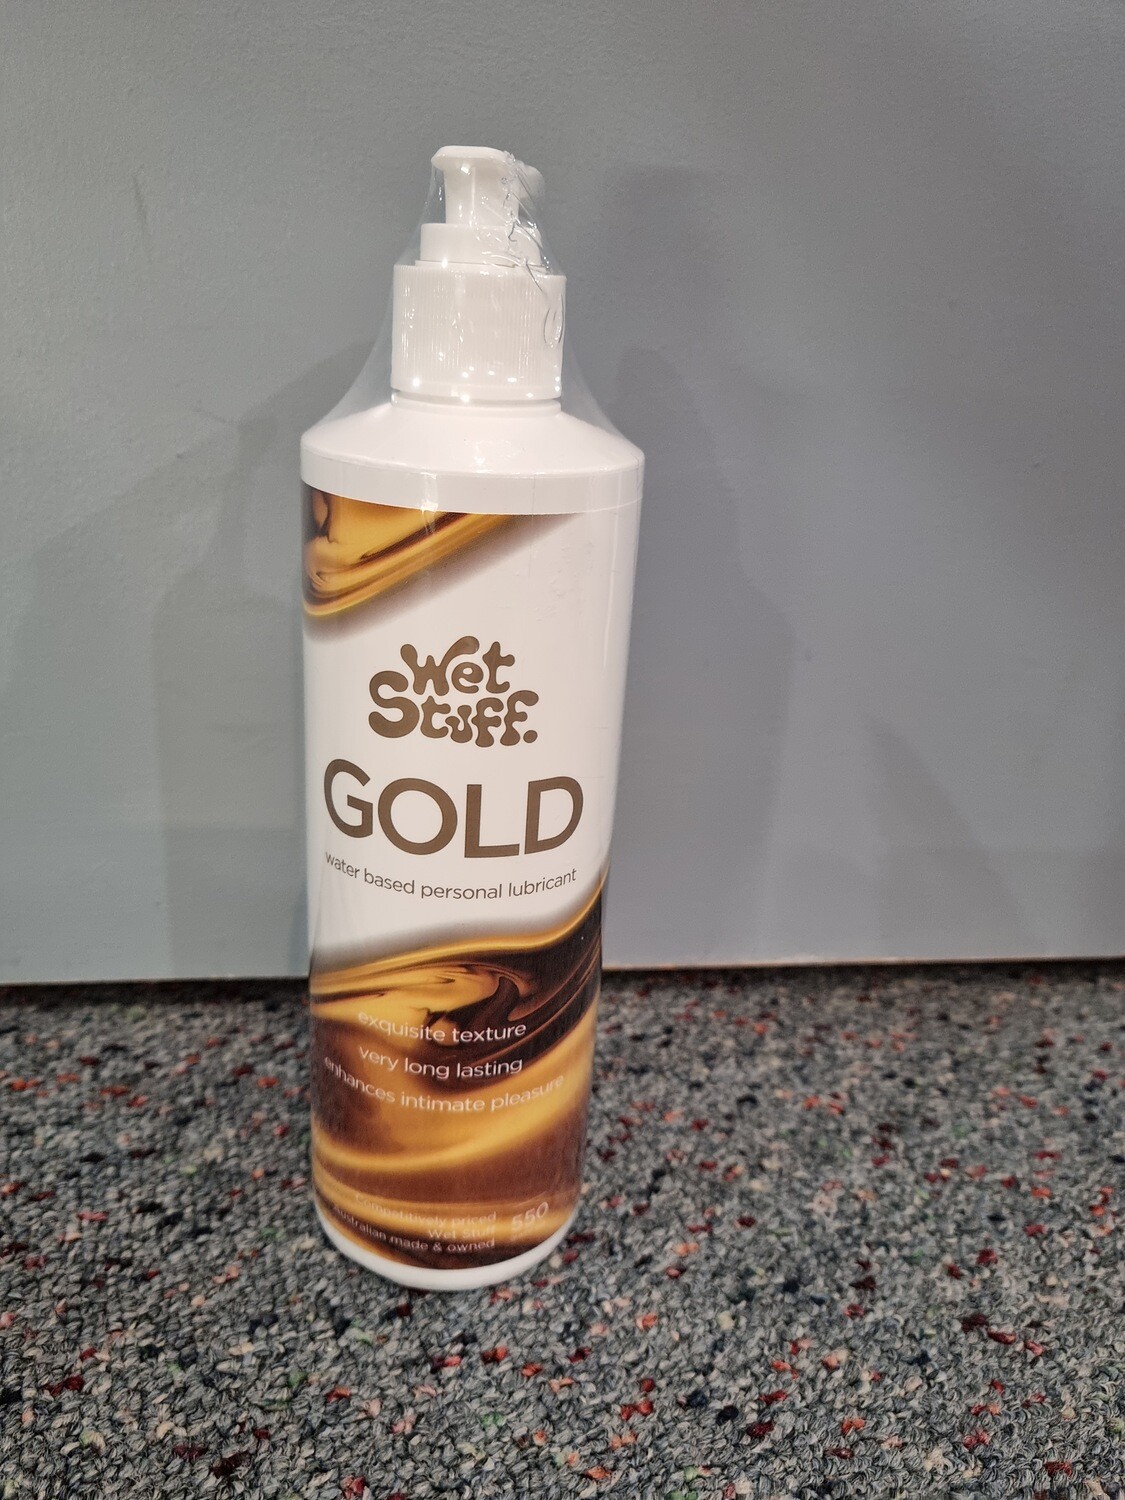 Wet
Stuff.
GOLD
water based personal lubricant
exquisite texture
very long lasting
enhances intimate pleasure
Competitively priced
Wet Stuff
Australian made & owned
550